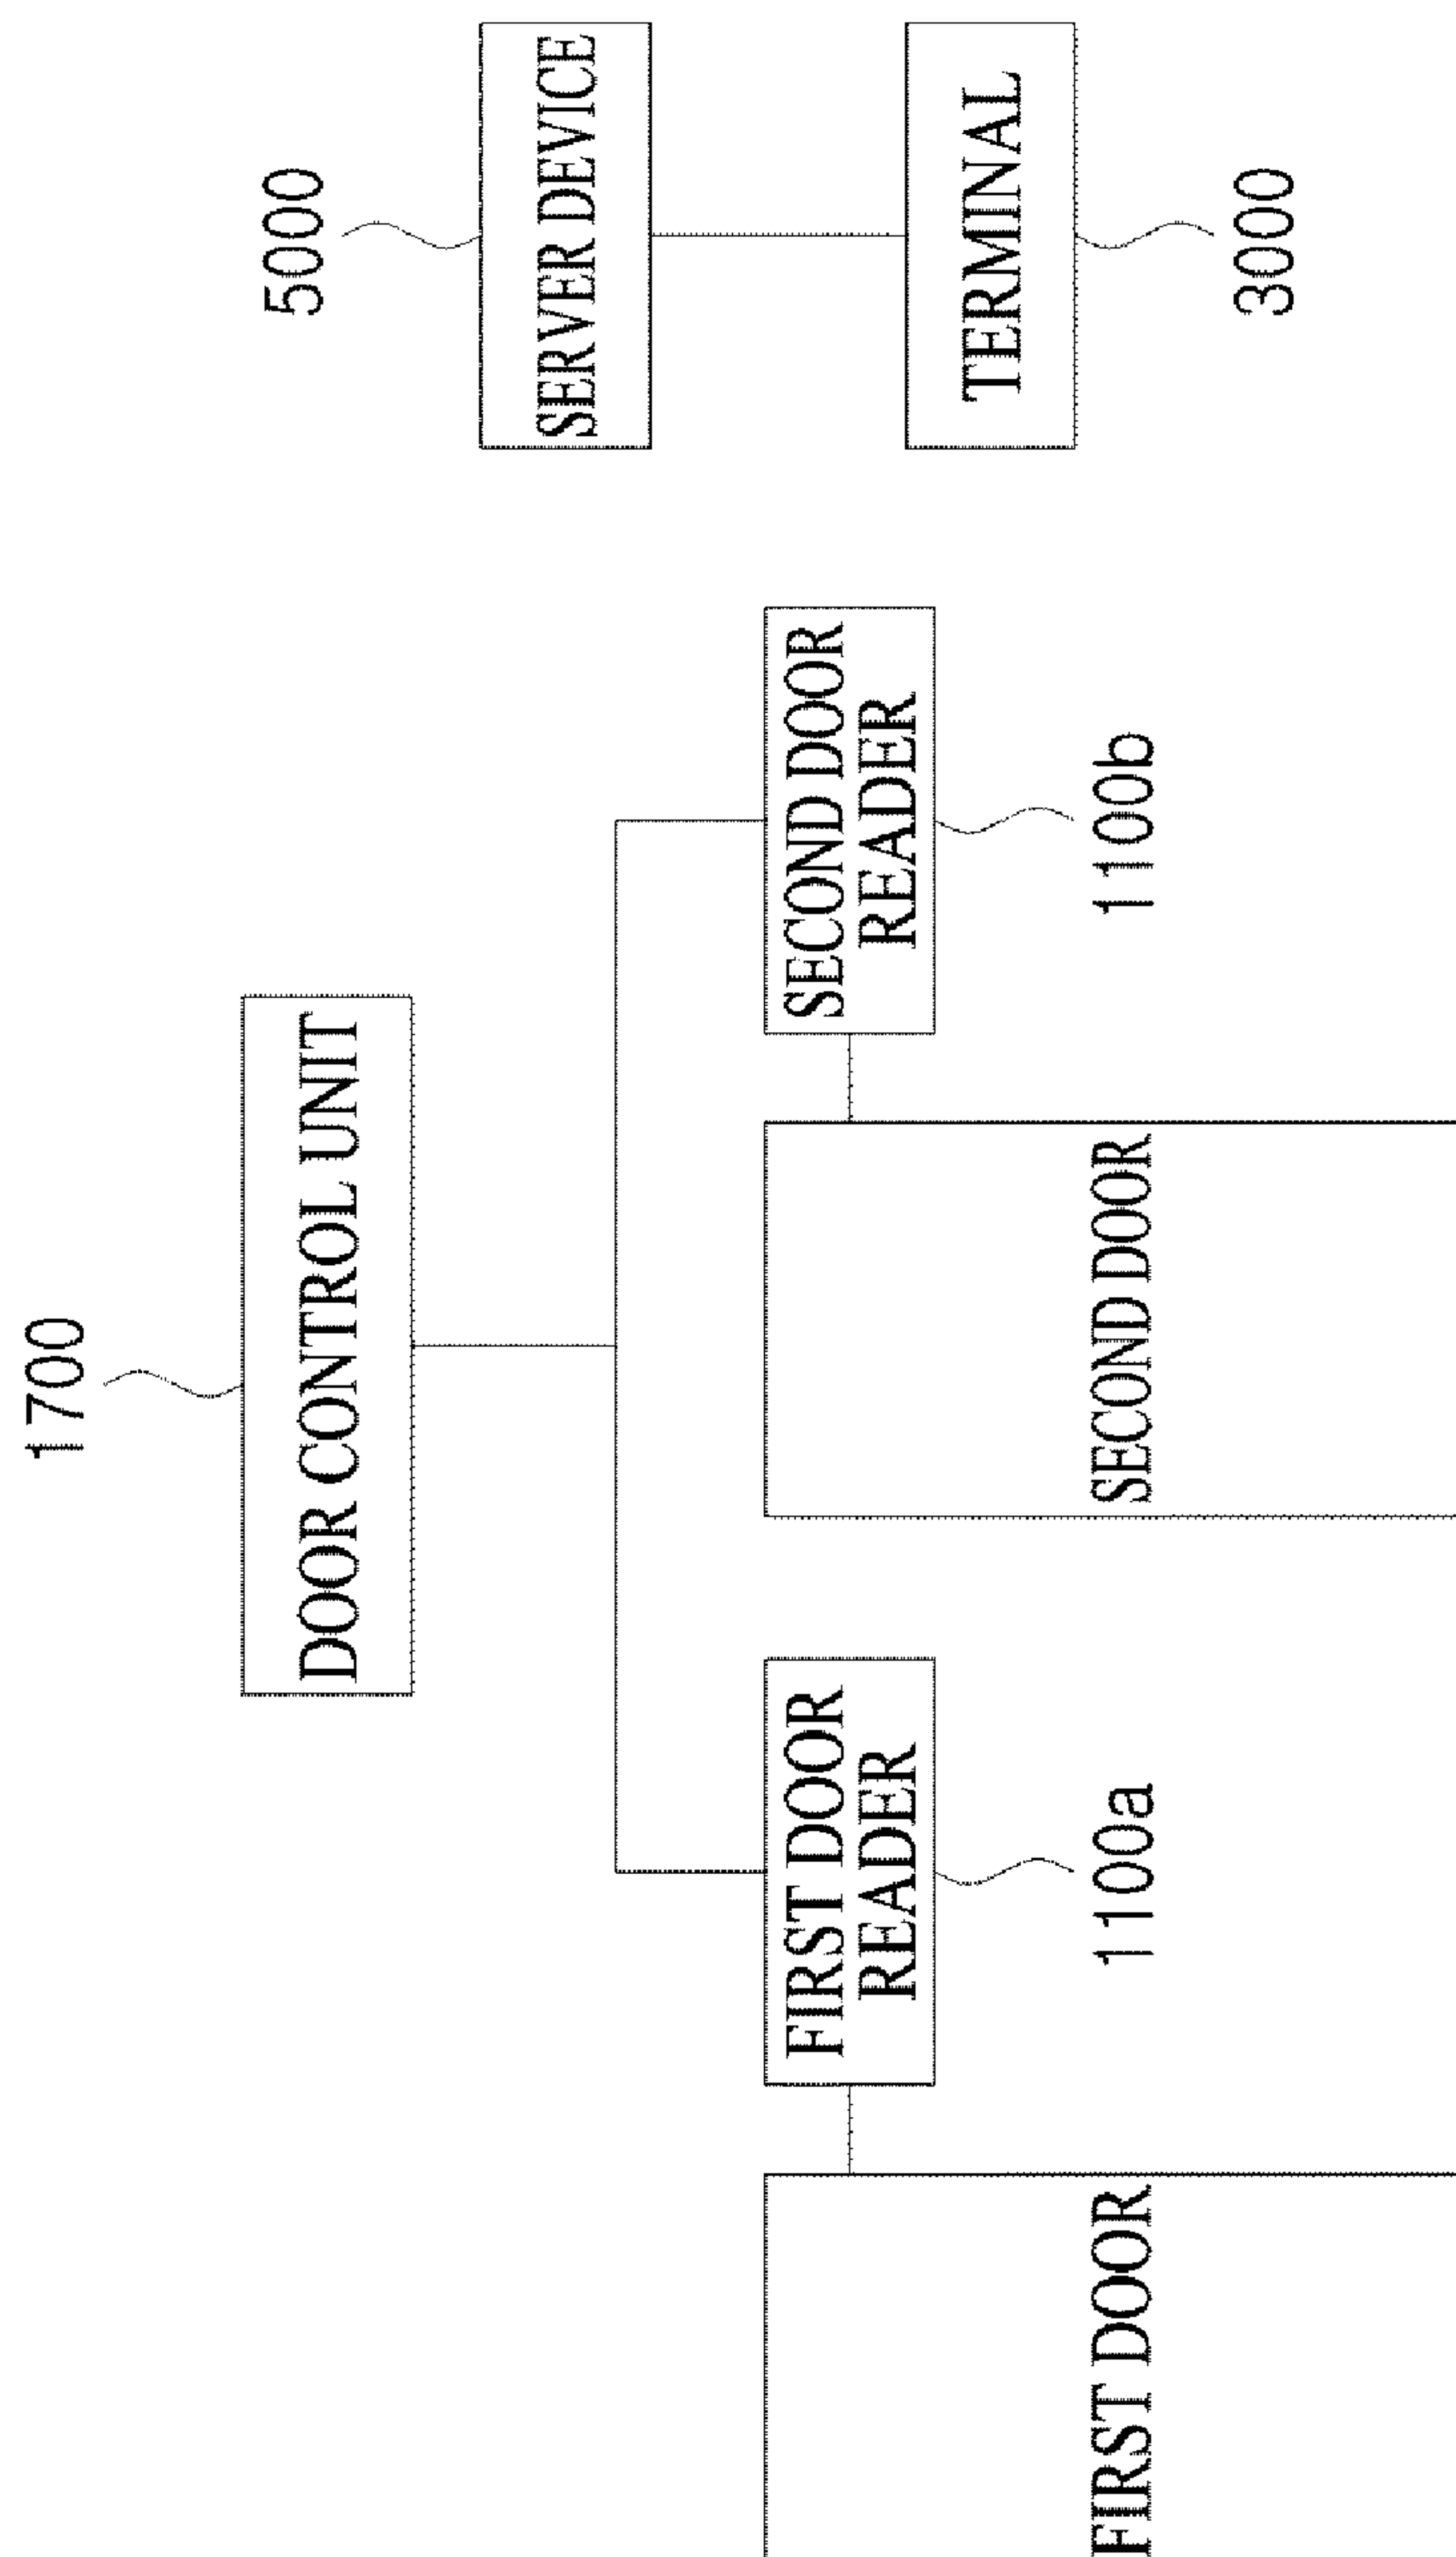 1700
DOOR CONTROL UNIT
5000
SERVER DEVICE
FIRST DOOR
READER
SECOND DOOR
READER
TERMINAL
FIRST DOOR
1100a
SECOND DOOR
1100b
3000